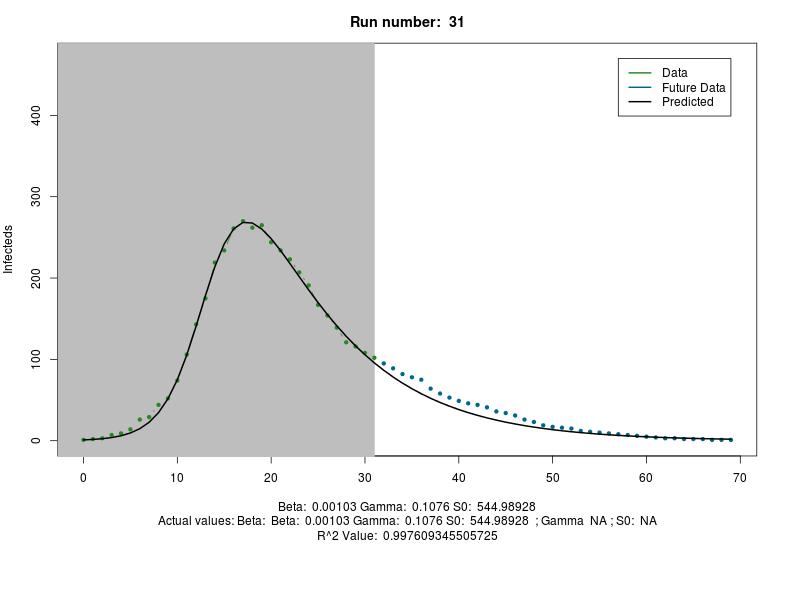 Run number: 31
Data
Future Data
Predicted
Infecteds
400
300
200
100
0
0 10 20 30 40 50 60 70
Beta: 0.00103 Gamma: 0.1076 S0: 544.98928
Actual values: Beta: Beta: 0.00103 Gamma: 0.1076 S0: 544.98928 ; Gamma NA ; S0: NA
R^2 Value: 0.997609345505725